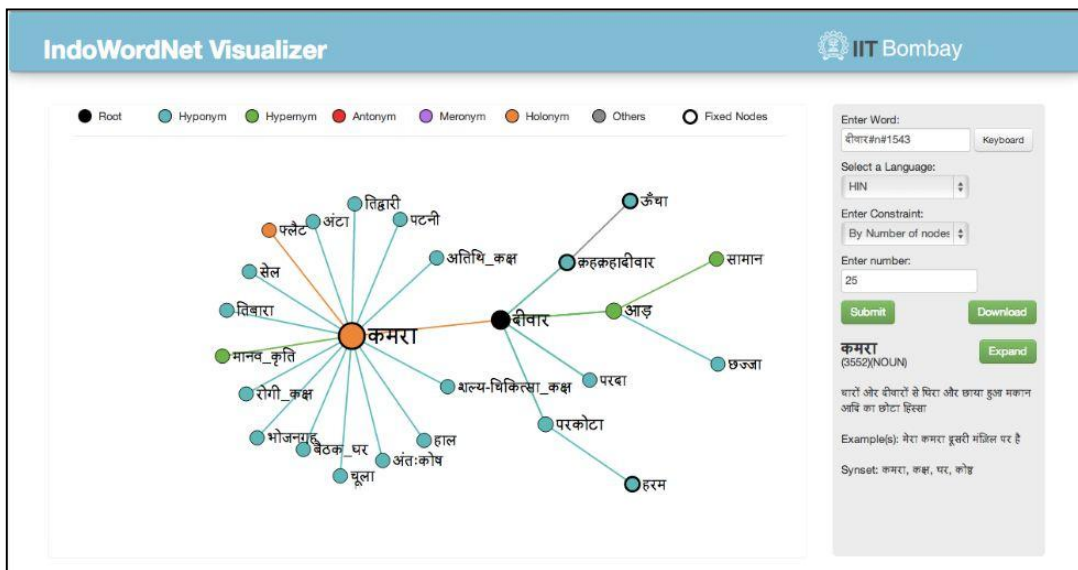 IndoWordNet Visualizer
IIT Bombay
Root Hyponym Hypernym Antonym Meronym Holonym Others Fixed Nodes
Enter Word:
दीवार#n#1543
Keyboard
Select a Language:
HIN
Enter Constraint:
By Number of nodes
Enter number:
25
Submit
Download
कमरा
(3552)(NOUN)
Expand
चारों ओर दीवारों से घिरा और छाया हुआ मकान
आदि का छोटा हिस्सा
Example(s): मेरा कमरा दूसरी मंज़िल पर है
Synset: कमरा, कक्ष, घर, कोष्ठ
तिद्वारी
ऊँचा
अंटा
पटनी
फ्लैट
अतिथि_कक्ष
क़हक़हादीवार
सामान
सेल
तिबारा
आड़
दीवार
कमरा
मानव_कृति
छज्जा
रोगी_कक्ष
शल्य-चिकित्सा_कक्ष
परदा
परकोटा
भोजनगृह
हाल
बैठक_घर
अंतःकोष
चूला
हरम